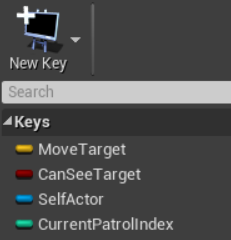 New Key
Search
Keys
MoveTarget
CanSeeTarget
SelfActor
CurrentPatrolIndex